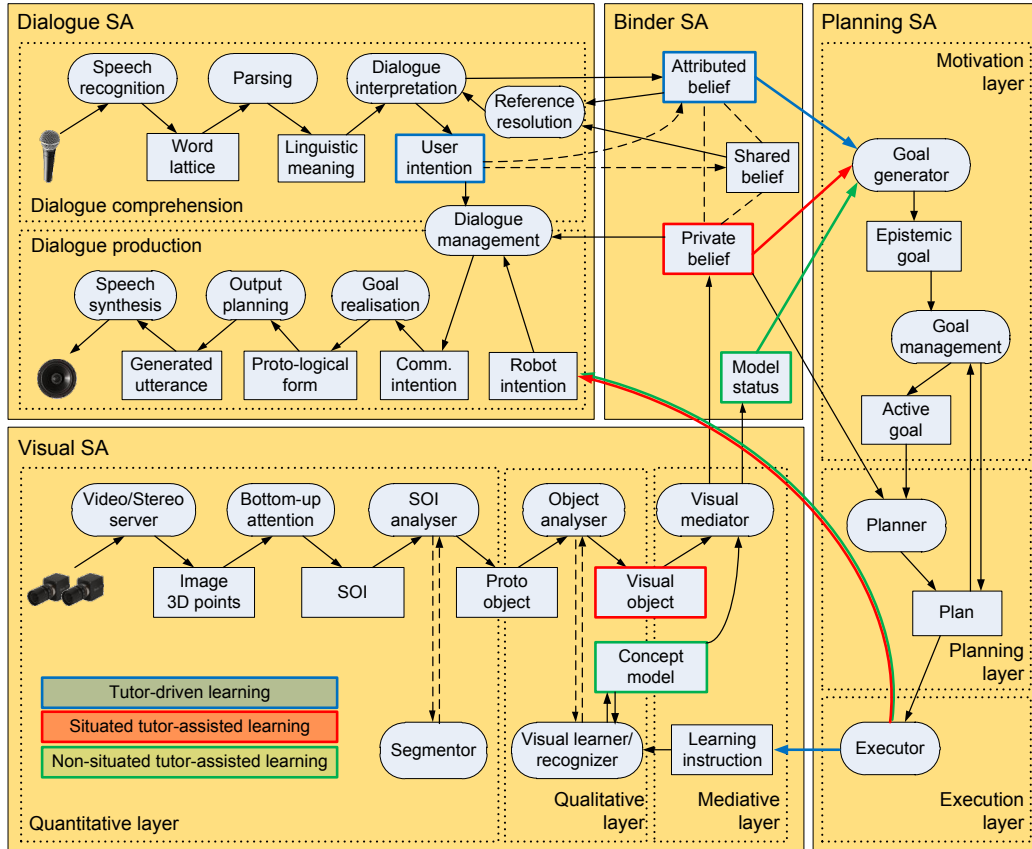 Dialogue SA
Speech
recognition
Parsing
Dialogue
interpretation
Reference
resolution
Word
lattice
Linguistic
meaning
User
intention
Dialogue comprehension
Dialogue
management
Dialogue production
Speech
synthesis
Output
planning
Goal
realisation
Generated
utterance
Proto-logical
form
Comm.
intention
Robot
intention
Binder SA
Attributed
belief
Shared
belief
Private
belief
Model
status
Planning SA
Motivation
layer
Goal
generator
Epistemic
goal
Goal
management
Active
goal
Planner
Plan
Planning
layer
Executor
Execution
layer
Visual SA
Video/Stereo
server
Bottom-up
attention
SOI
analyser
Object
analyser
Visual
mediator
Image
3D points
SOI
Proto
object
Visual
object
Concept
model
Tutor-driven learning
Situated tutor-assisted learning
Non-situated tutor-assisted learning
Segmentor
Visual learner/
recognizer
Learning
instruction
Quantitative layer
Qualitative
layer
Mediative
layer